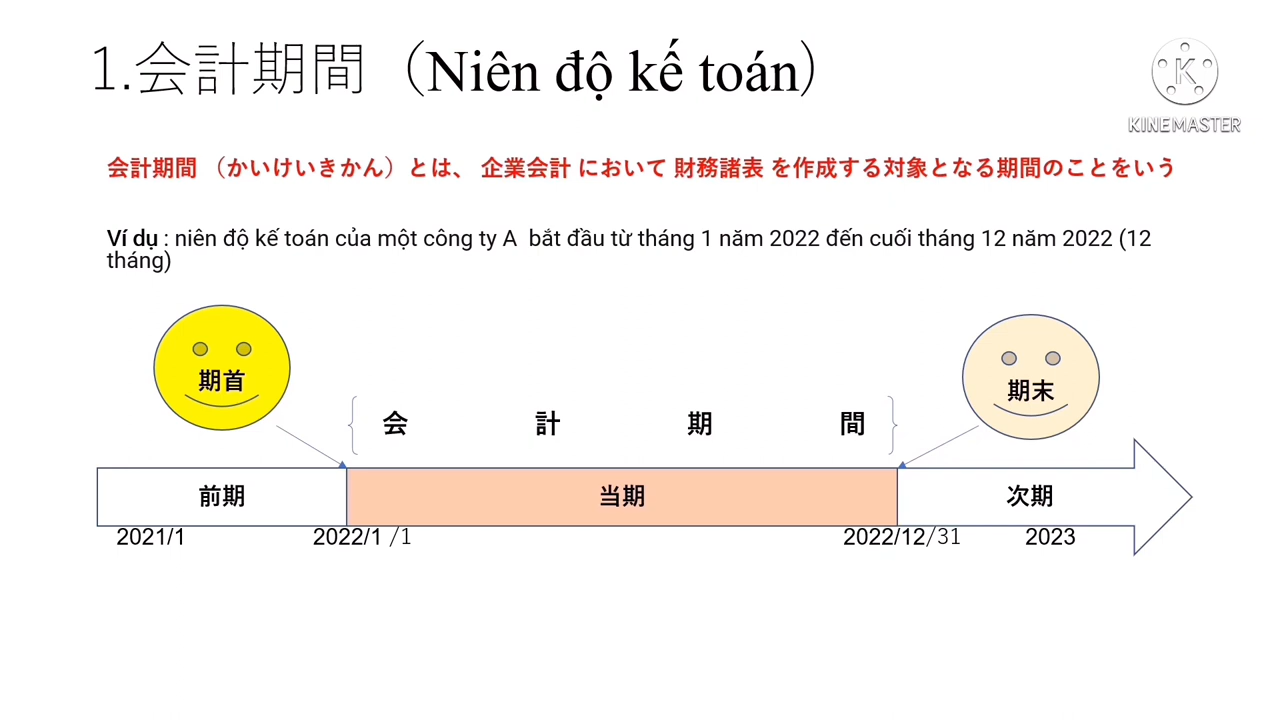 1.会計期間（Niên độ kế toán）
K
KINEMASTER
会計期間 （かいけいきかん）とは、 企業会計 において 財務諸表 を作成する対象となる期間のことをいう
Ví dụ : niên độ kế toán của một công ty A bắt đầu từ tháng 1 năm 2022 đến cuối tháng 12 năm 2022 (12
tháng)
期首
期末
会 計 期 間
前期 当期 次期
2021/1 2022/1 /1 2022/12/31 2023